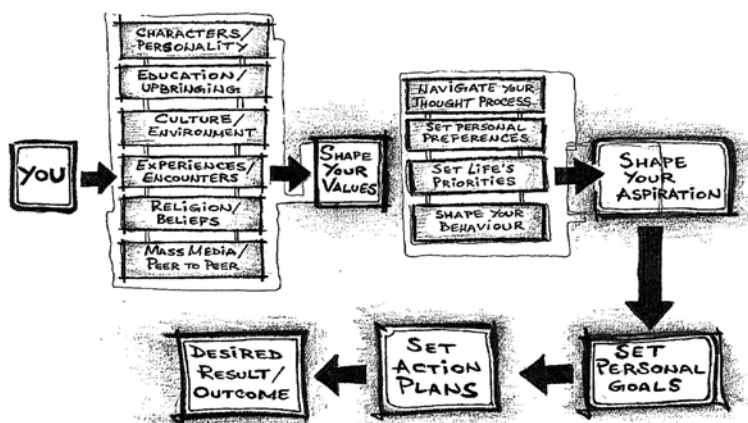 YOU
CHARACTERS/
PERSONALITY
EDUCATION/
UPBRINGING
CULTURE/
ENVIRONMENT
EXPERIENCES/
ENCOUNTERS
RELIGION/
BELIEFS
MASS MEDIA/
PEER TO PEER
SHAPE
YOUR
VALUES
NAVIGATE YOUR
THOUGHT PROCESS
SET PERSONAL
PREFERENCES
SET LIFE'S
PRIORITIES
SHAPE YOUR
BEHAVIOUR
SHAPE
YOUR
ASPIRATION
SET
PERSONAL
GOALS
SET
ACTION
PLANS
DESIRED
RESULT/
OUTCOME